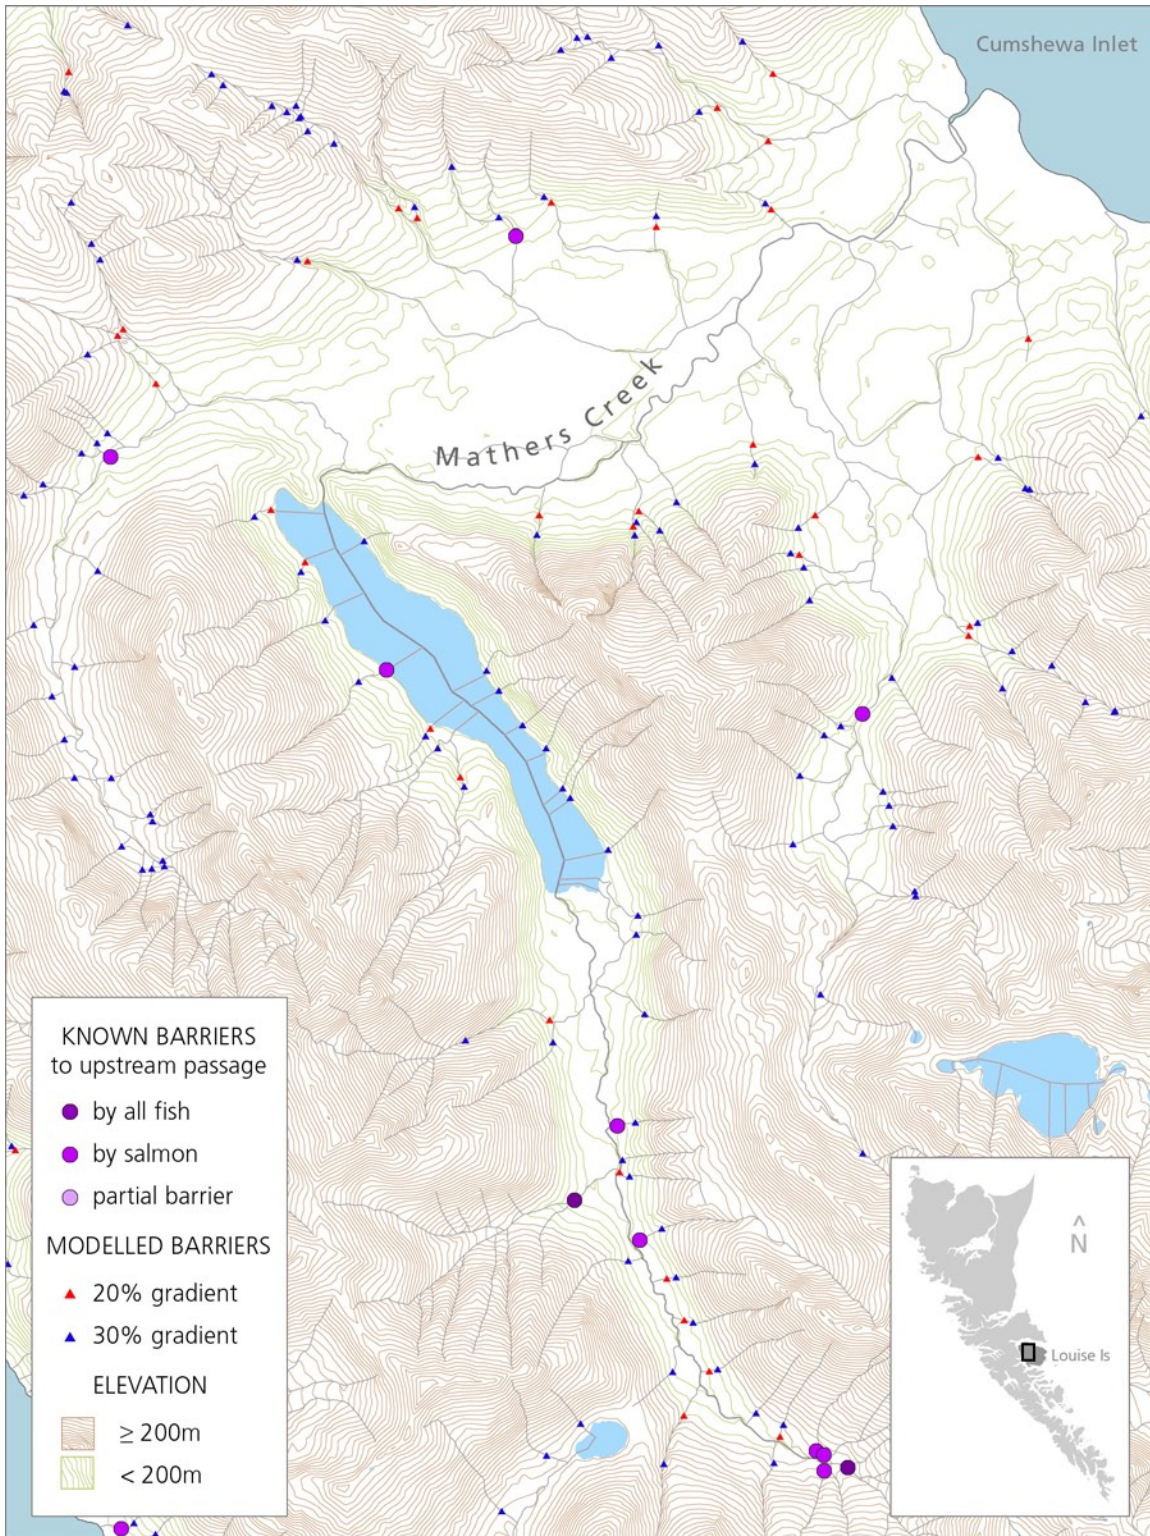 Cumshewa Inlet
Mathers Creek
KNOWN BARRIERS
to upstream passage
by all fish
by salmon
partial barrier
MODELLED BARRIERS
20% gradient
30% gradient
ELEVATION
≥ 200m
< 200m
^
N
Louise Is